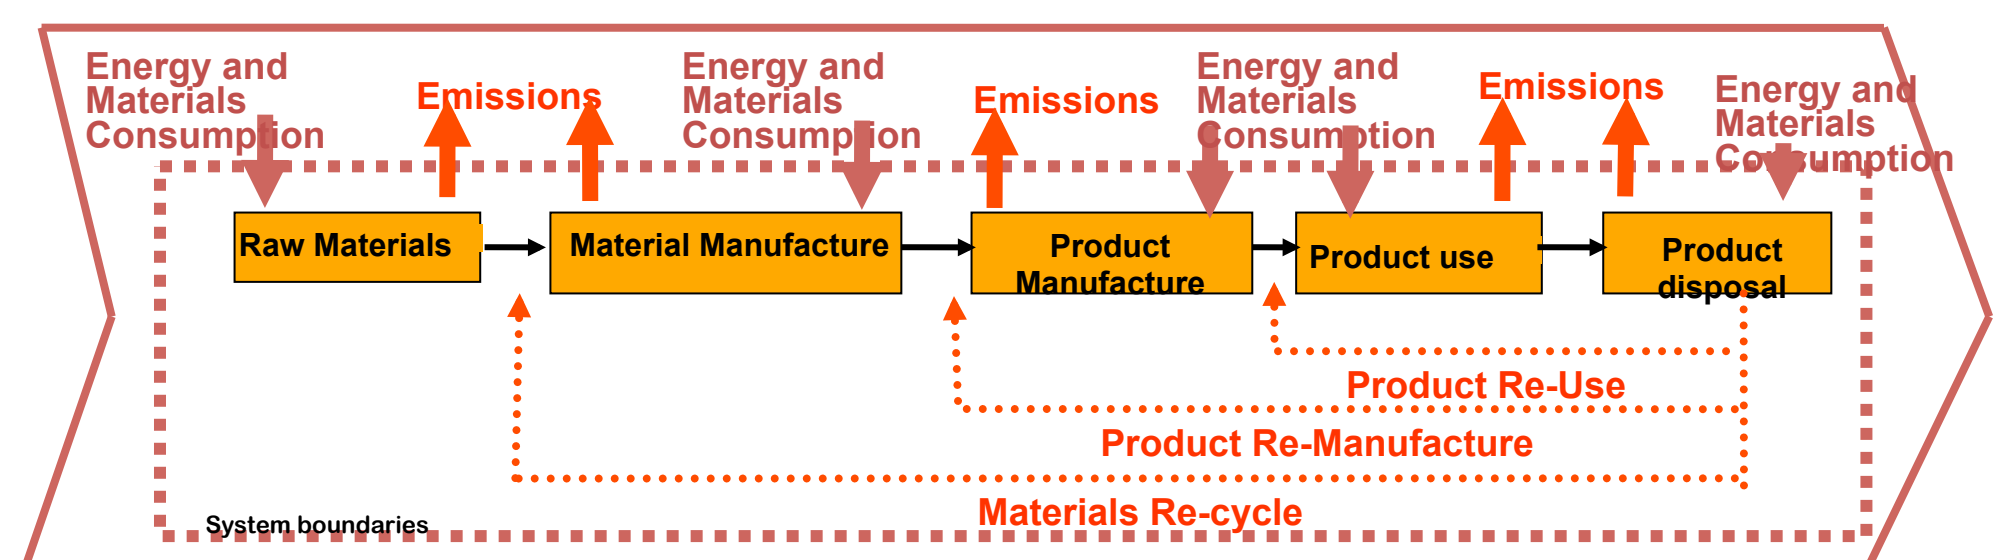 Energy and
Materials
Consumption
Emissions
Energy and
Materials
Consumption
Emissions
Energy and
Materials
Consumption
Emissions
Energy and
Materials
Consumption
Raw Materials
Material Manufacture
Product
Manufacture
Product use
Product
disposal
Product Re-Use
Product Re-Manufacture
Materials Re-cycle
System boundaries